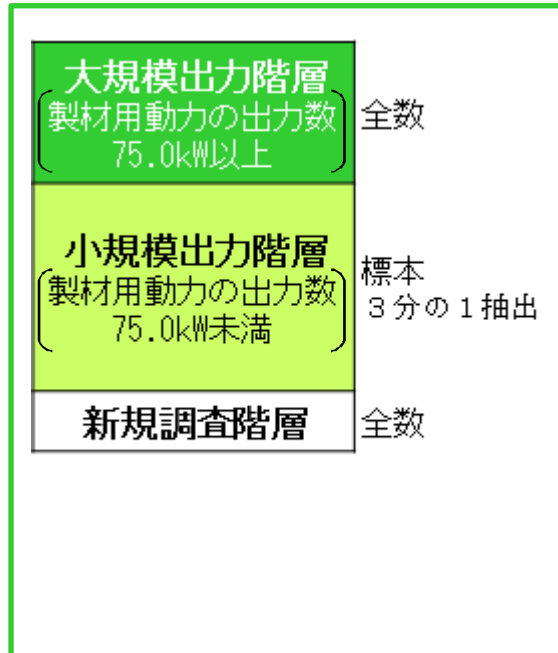 大規模出力階層
製材用動力の出力数
75.0kW以上
全数
小規模出力階層
製材用動力の出力数
75.0kW未満
標本
３分の１抽出
新規調査階層
全数